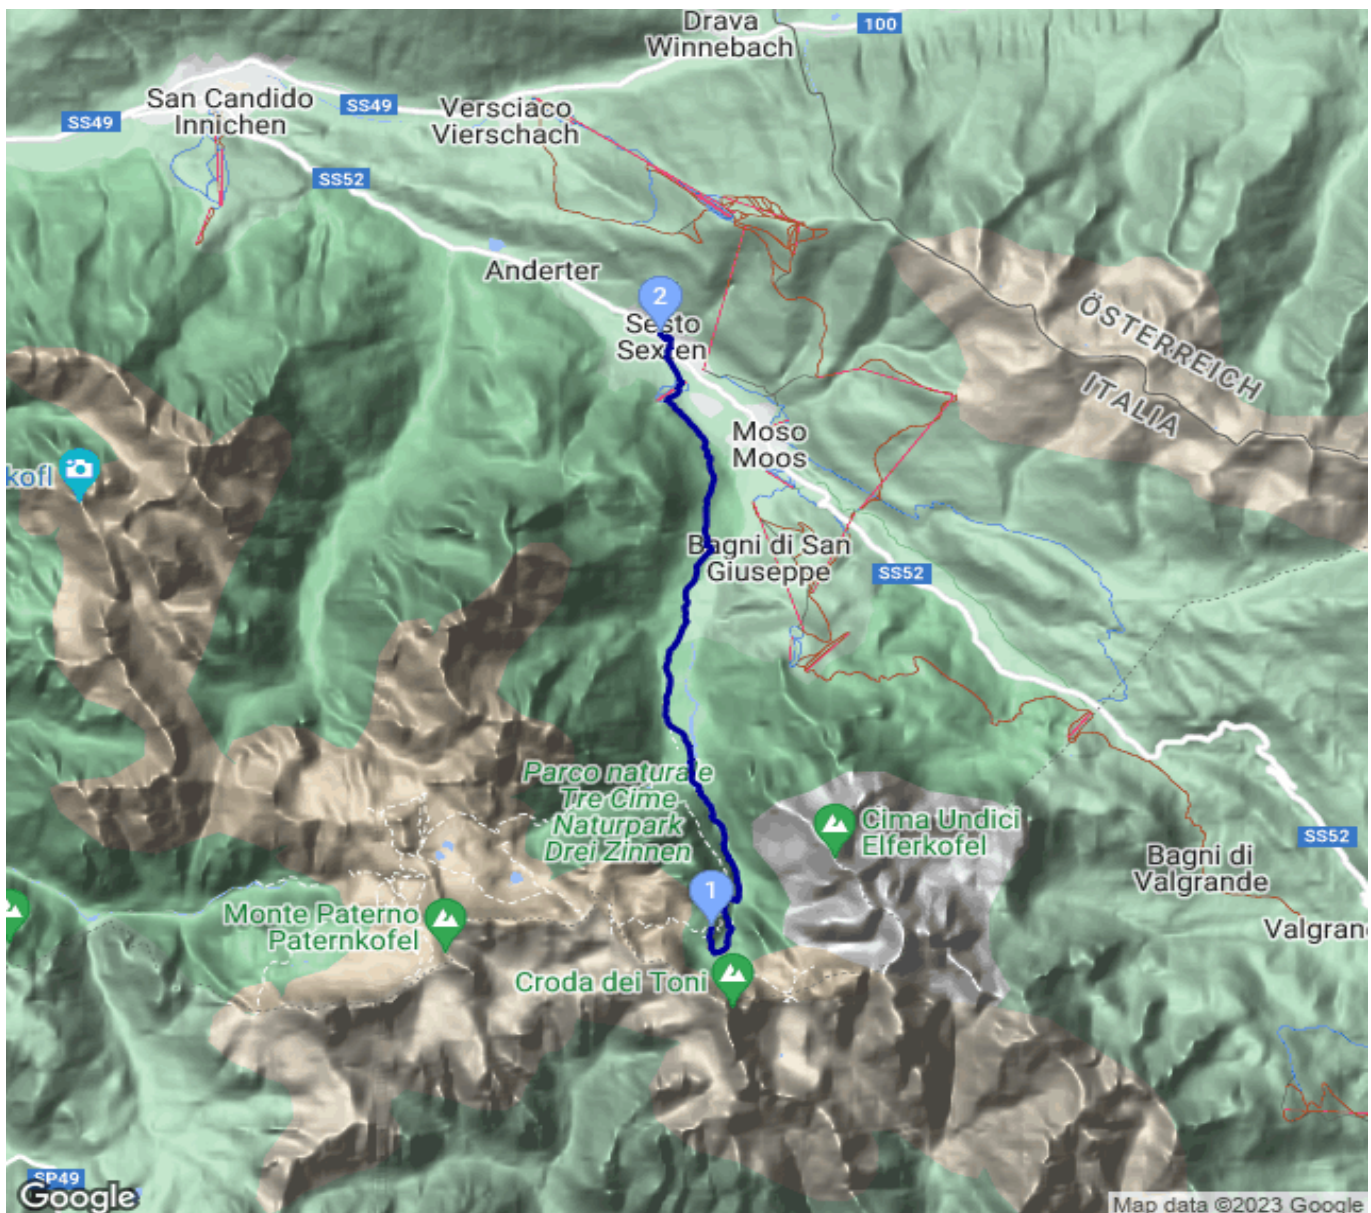 Drava
Winnebach
100
San Candido
Innichen
SS49
SS49
Versciaco
Vierschach
SS52
Anderter
2
Sesto
Sexten
ÖSTERREICH
ITALIA
Moso
Moos
kofl
Bagni di San
Giuseppe
SS52
Parco naturale
Tre Cime
Naturpark
Drei Zinnen
Cima Undici
Elferkofel
SS52
Bagni di
Valgrande
1
Monte Paterno
Paternkofel
Valgran
Croda dei Toni
SP49
Google
Map data ©2023 Google